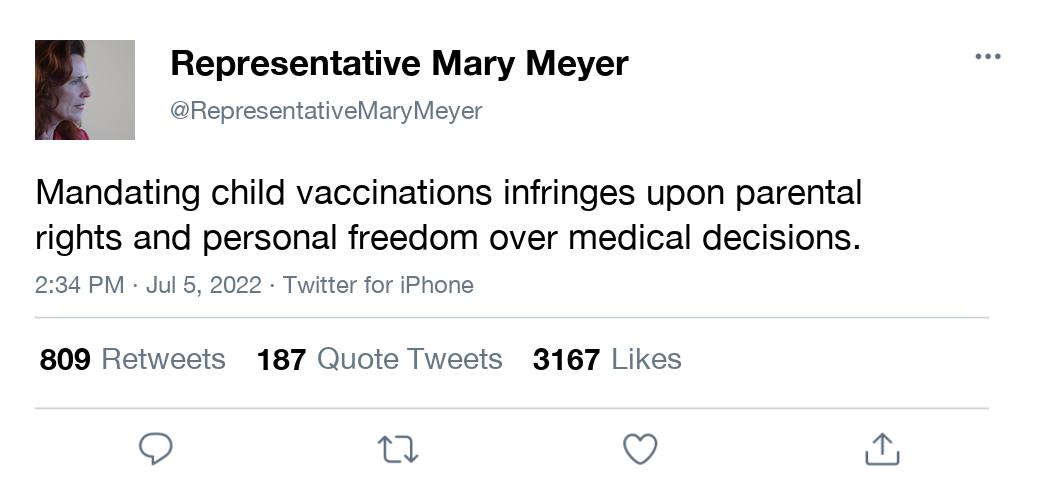 Representative Mary Meyer
@RepresentativeMaryMeyer
Mandating child vaccinations infringes upon parental
rights and personal freedom over medical decisions.
2:34 PM · Jul 5, 2022 · Twitter for iPhone
809 Retweets 187 Quote Tweets 3167 Likes